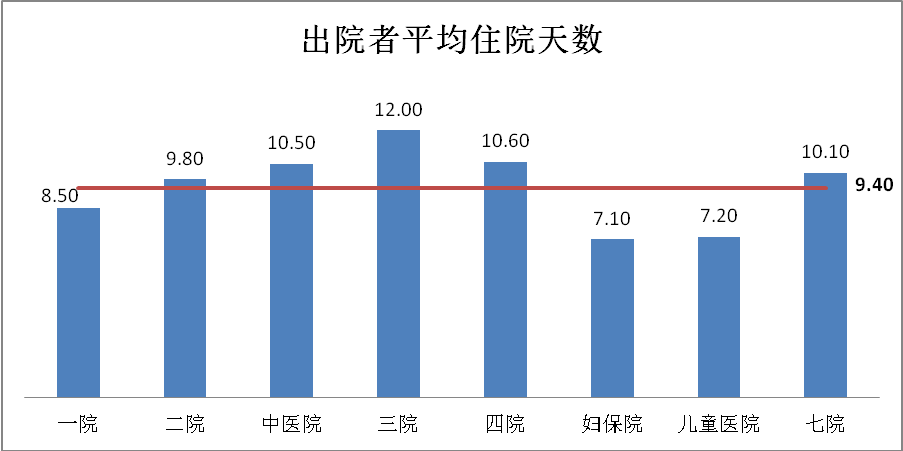 出院者平均住院天数
12.00
10.50
10.60
9.80
10.10
9.40
8.50
7.10
7.20
一院
二院
中医院
三院
四院
妇保院
儿童医院
七院